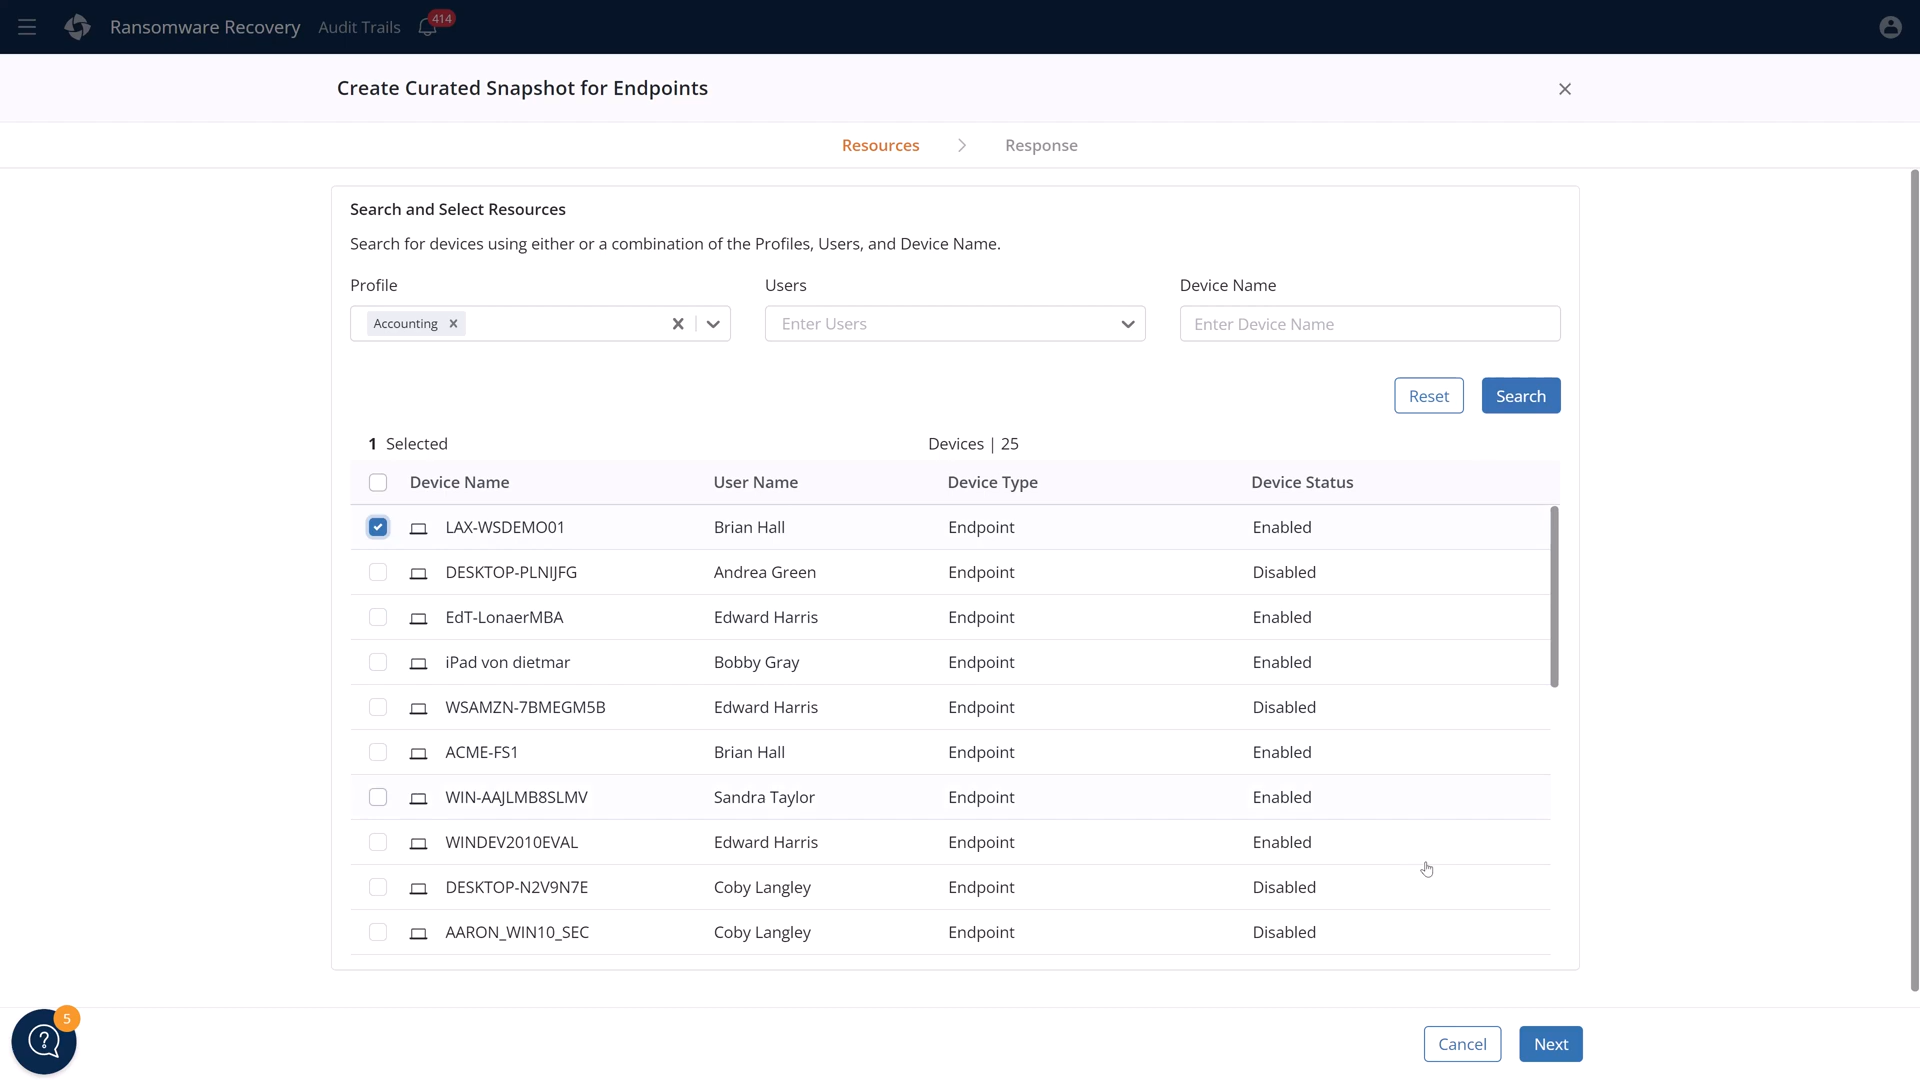 Ransomware Recovery Audit Trails 414
Create Curated Snapshot for Endpoints
Resources Response
Search and Select Resources
Search for devices using either or a combination of the Profiles, Users, and Device Name.
Profile Users Device Name
Accounting Enter Users Enter Device Name
Reset Search
1 Selected Devices | 25
Device Name User Name Device Type Device Status
LAX-WSDEMO01 Brian Hall Endpoint Enabled
DESKTOP-PLNIJFG Andrea Green Endpoint Disabled
EdT-LonaerMBA Edward Harris Endpoint Enabled
iPad von dietmar Bobby Gray Endpoint Enabled
WSAMZN-7BMEGM5B Edward Harris Endpoint Disabled
ACME-FS1 Brian Hall Endpoint Enabled
WIN-AAJLMB8SLMV Sandra Taylor Endpoint Enabled
WINDEV2010EVAL Edward Harris Endpoint Enabled
DESKTOP-N2V9N7E Coby Langley Endpoint Disabled
AARON_WIN10_SEC Coby Langley Endpoint Disabled
5
Cancel Next